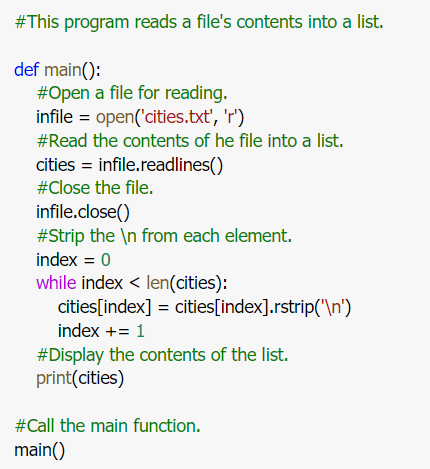 #This program reads a file's contents into a list.

def main():
    #Open a file for reading.
    infile = open('cities.txt', 'r')
    #Read the contents of he file into a list.
    cities = infile.readlines()
    #Close the file.
    infile.close()
    #Strip the \n from each element.
    index = 0
    while index < len(cities):
        cities[index] = cities[index].rstrip('\n')
        index += 1
    #Display the contents of the list.
    print(cities)

#Call the main function.
main()